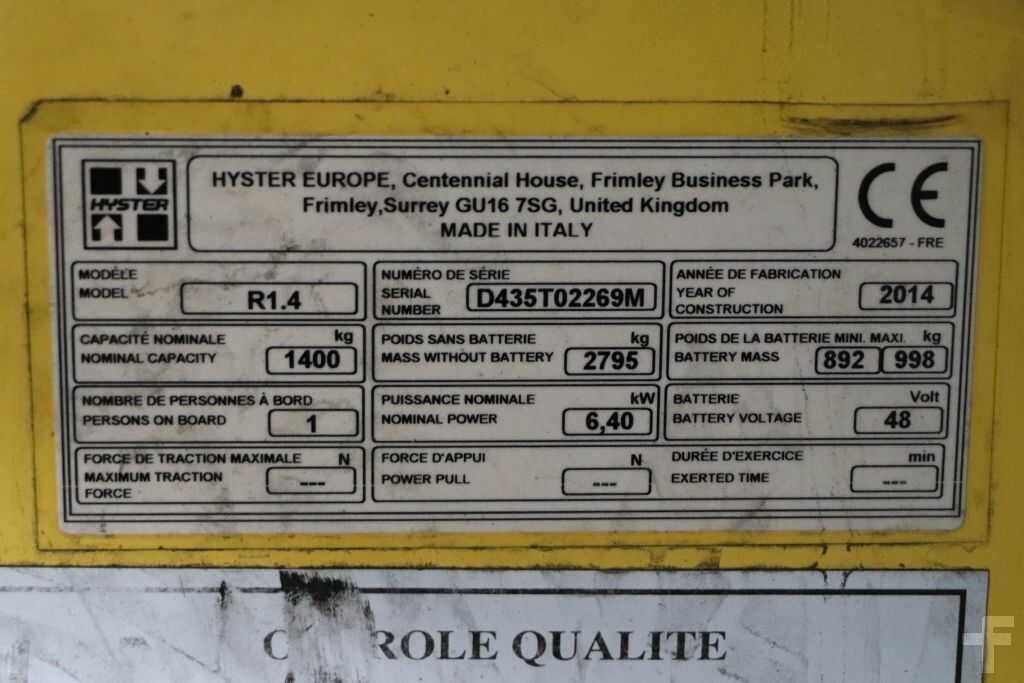 HYSTER
HYSTER EUROPE, Centennial House, Frimley Business Park,
Frimley,Surrey GU16 7SG, United Kingdom
MADE IN ITALY
CE
4022657 - FRE
MODÈLE
MODEL
R1.4
NUMÉRO DE SÉRIE
SERIAL
NUMBER
D435T02269M
ANNÉE DE FABRICATION
YEAR OF
CONSTRUCTION
2014
CAPACITÉ NOMINALE kg
NOMINAL CAPACITY 1400
POIDS SANS BATTERIE kg
MASS WITHOUT BATTERY 2795
POIDS DE LA BATTERIE MINI. MAXI. kg
BATTERY MASS 892 998
NOMBRE DE PERSONNES À BORD
PERSONS ON BOARD 1
PUISSANCE NOMINALE kW
NOMINAL POWER 6,40
BATTERIE Volt
BATTERY VOLTAGE 48
FORCE DE TRACTION MAXIMALE N
MAXIMUM TRACTION ---
FORCE
FORCE D'APPUI N
POWER PULL ---
DURÉE D'EXERCICE min
EXERTED TIME ---
QUALITE